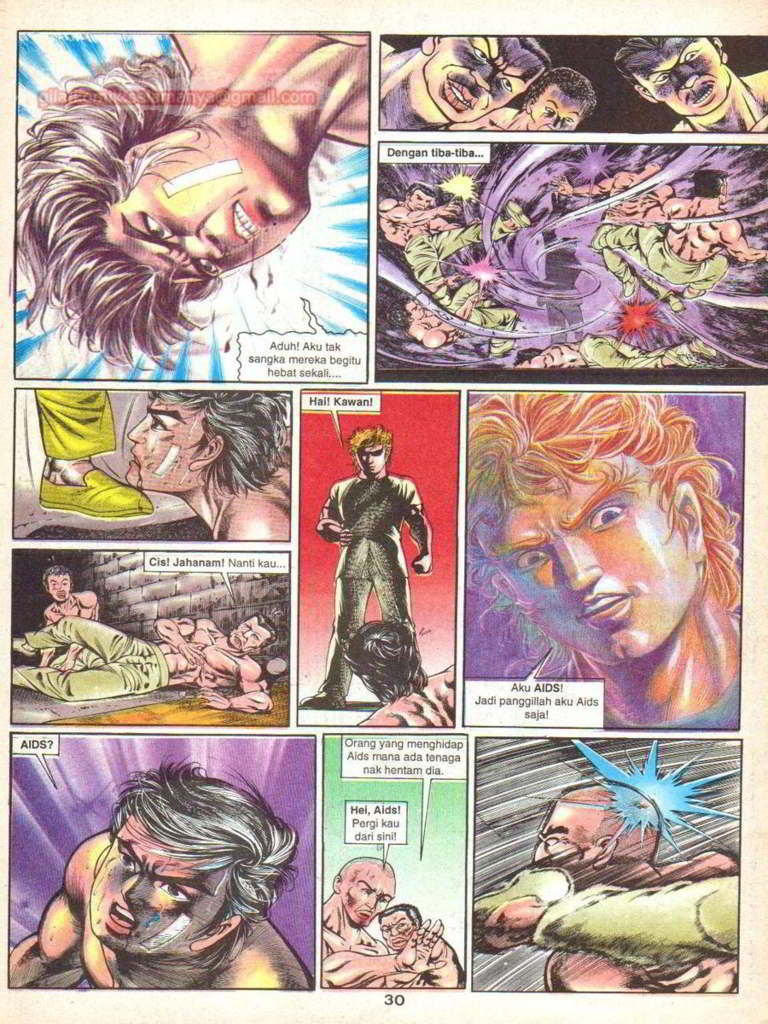 Aduh! Aku tak
sangka mereka begitu
hebat sekali....
Dengan tiba-tiba...
Cis! Jahanam! Nanti kau...
Hai! Kawan!
Aku AIDS!
Jadi panggillah aku Aids
saja!
AIDS?
Orang yang menghidap
Aids mana ada tenaga
nak hentam dia.
Hei, Aids!
Pergi kau
dari sini!
30